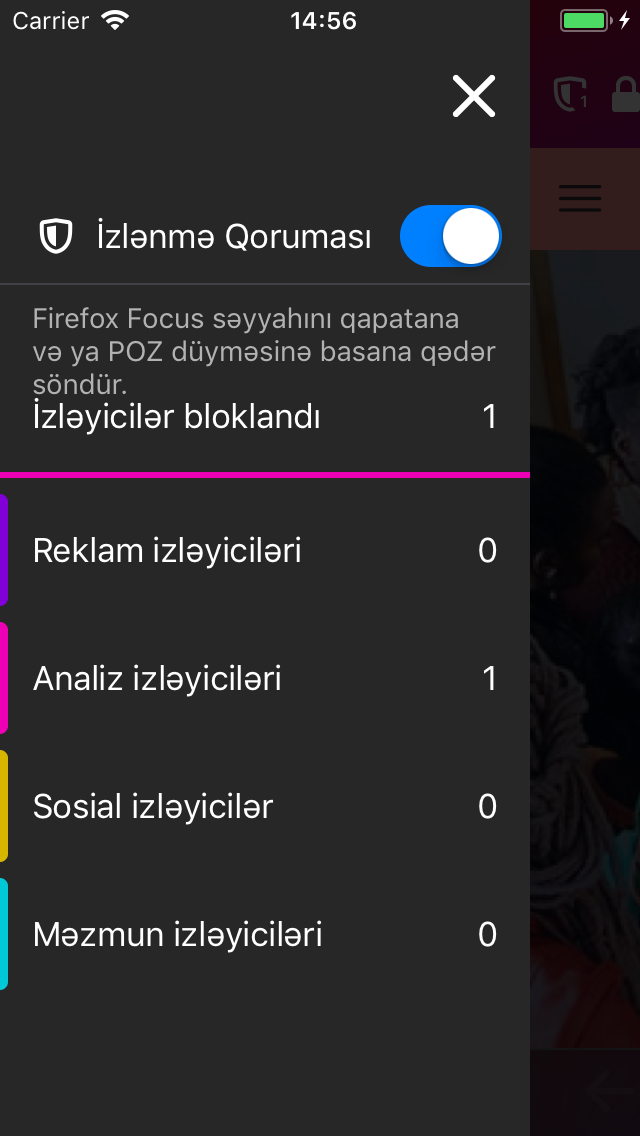 Carrier 14:56
1
İzlənmə Qoruması
Firefox Focus səyyahını qapatana
və ya POZ düyməsinə basana qədər
söndür.
İzləyicilər bloklandı 1
Reklam izləyiciləri 0
Analiz izləyiciləri 1
Sosial izləyicilər 0
Məzmun izləyiciləri 0